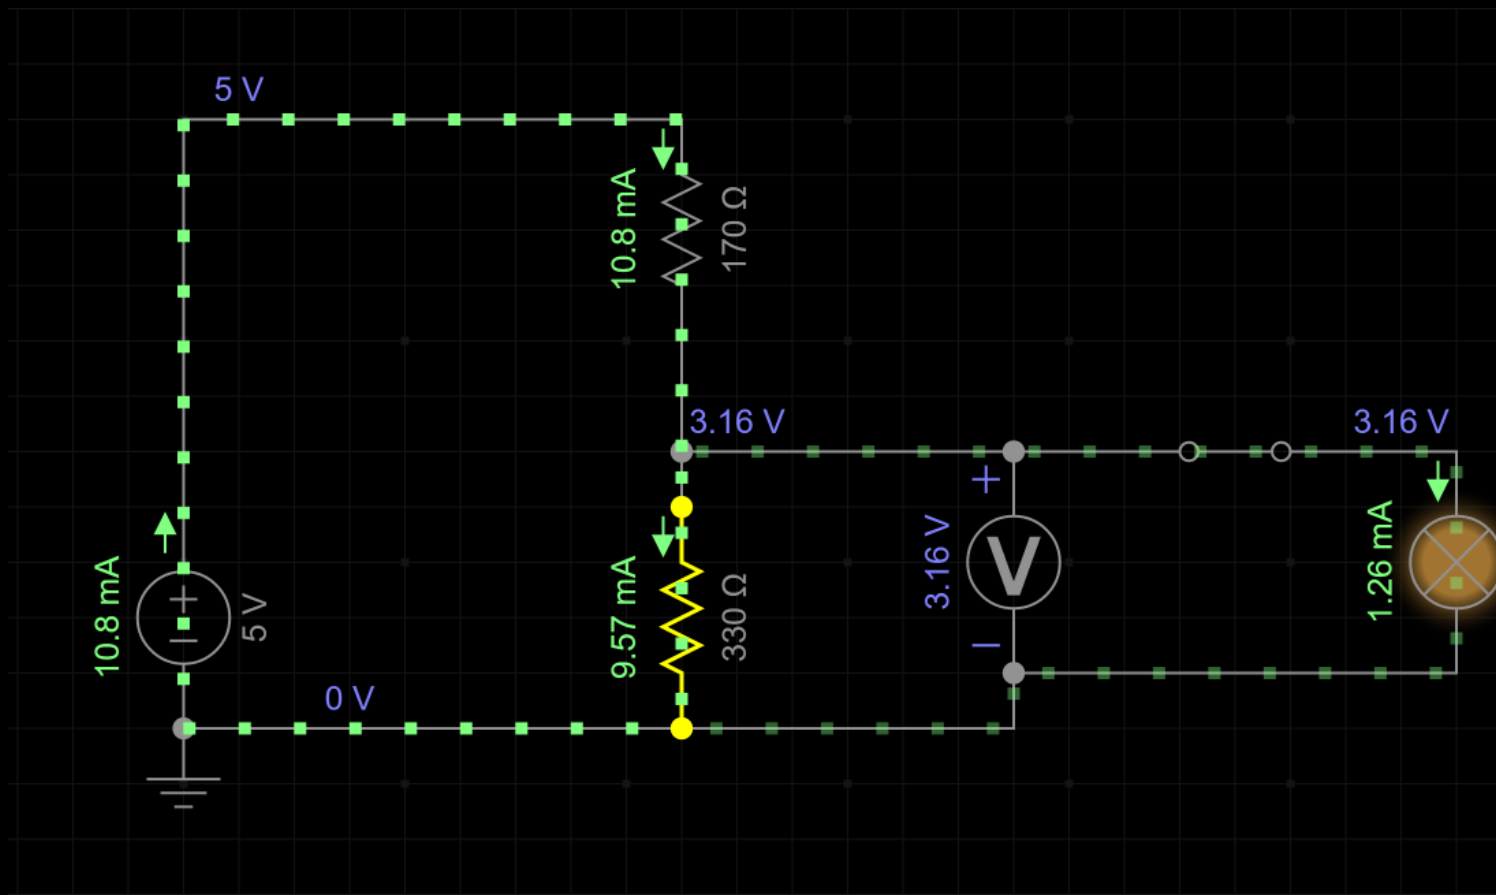 5 V
10.8 mA
170 Ω
3.16 V
3.16 V
+
3.16 V
V
1.26 mA
10.8 mA
+
−
5 V
9.57 mA
330 Ω
−
0 V